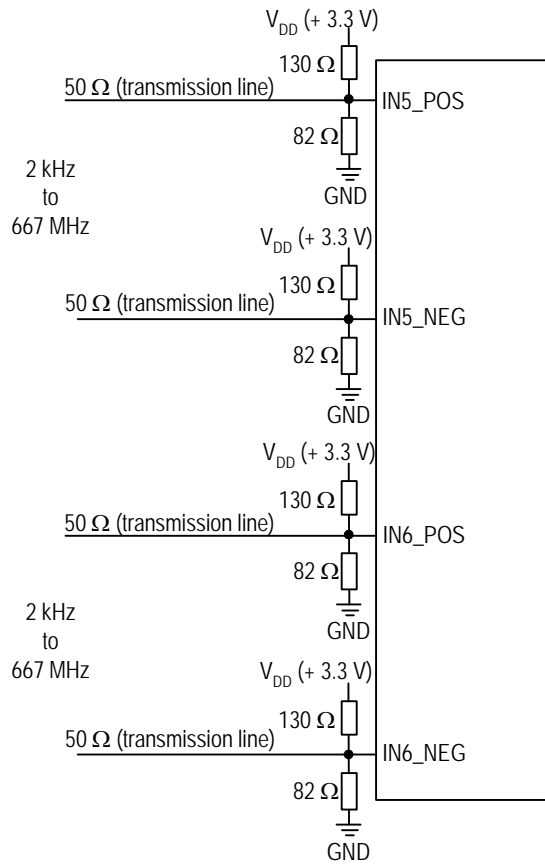 V_DD (+ 3.3 V)
130 Ω
50 Ω (transmission line)
IN5_POS
82 Ω
GND
2 kHz
to
667 MHz
V_DD (+ 3.3 V)
130 Ω
50 Ω (transmission line)
IN5_NEG
82 Ω
GND
V_DD (+ 3.3 V)
130 Ω
50 Ω (transmission line)
IN6_POS
82 Ω
GND
2 kHz
to
667 MHz
V_DD (+ 3.3 V)
130 Ω
50 Ω (transmission line)
IN6_NEG
82 Ω
GND